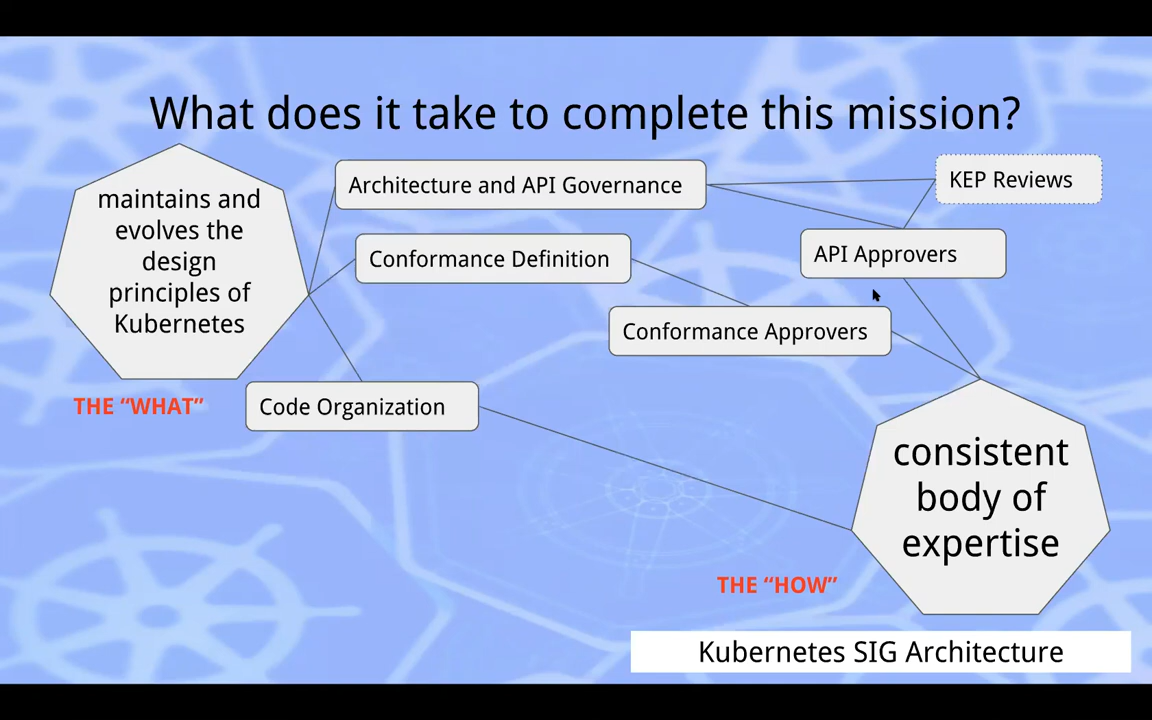 What does it take to complete this mission?
maintains and
evolves the
design
principles of
Kubernetes
THE “WHAT”
Architecture and API Governance
Conformance Definition
Code Organization
KEP Reviews
API Approvers
Conformance Approvers
consistent
body of
expertise
THE “HOW”
Kubernetes SIG Architecture